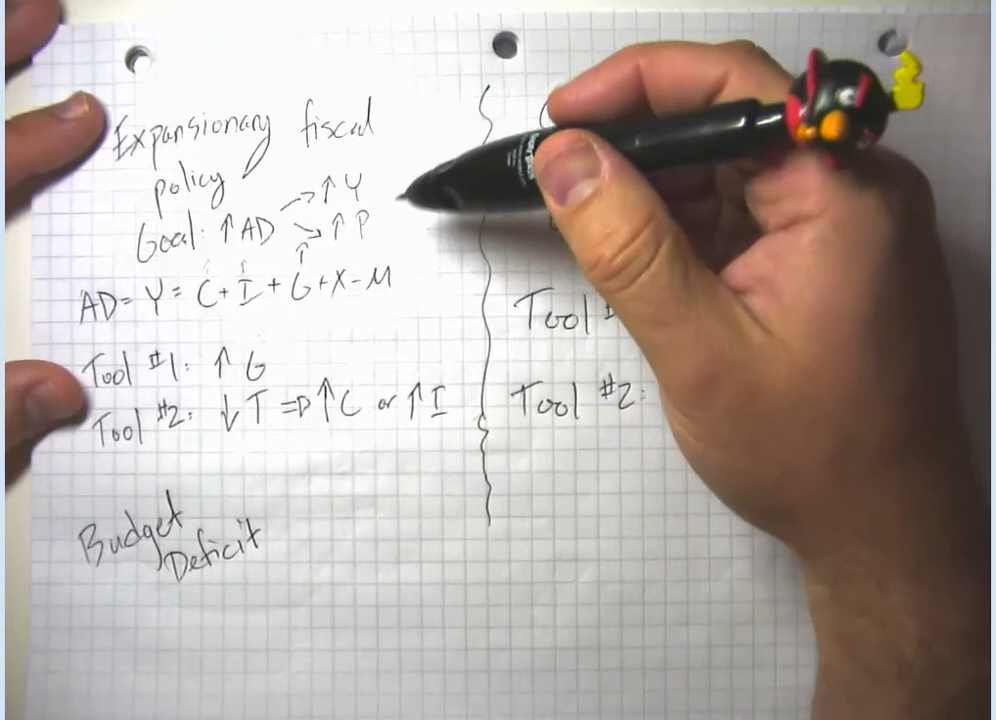 Expansionary fiscal
policy
Goal: ↑ AD → ↑ Y
↘ ↑ P
↑
AD = Y = C + I + G + X - M
Tool #1: ↑ G
Tool #2: ↓ T ⇒ ↑ C or ↑ I
Budget
Deficit
Tool
Tool #2: